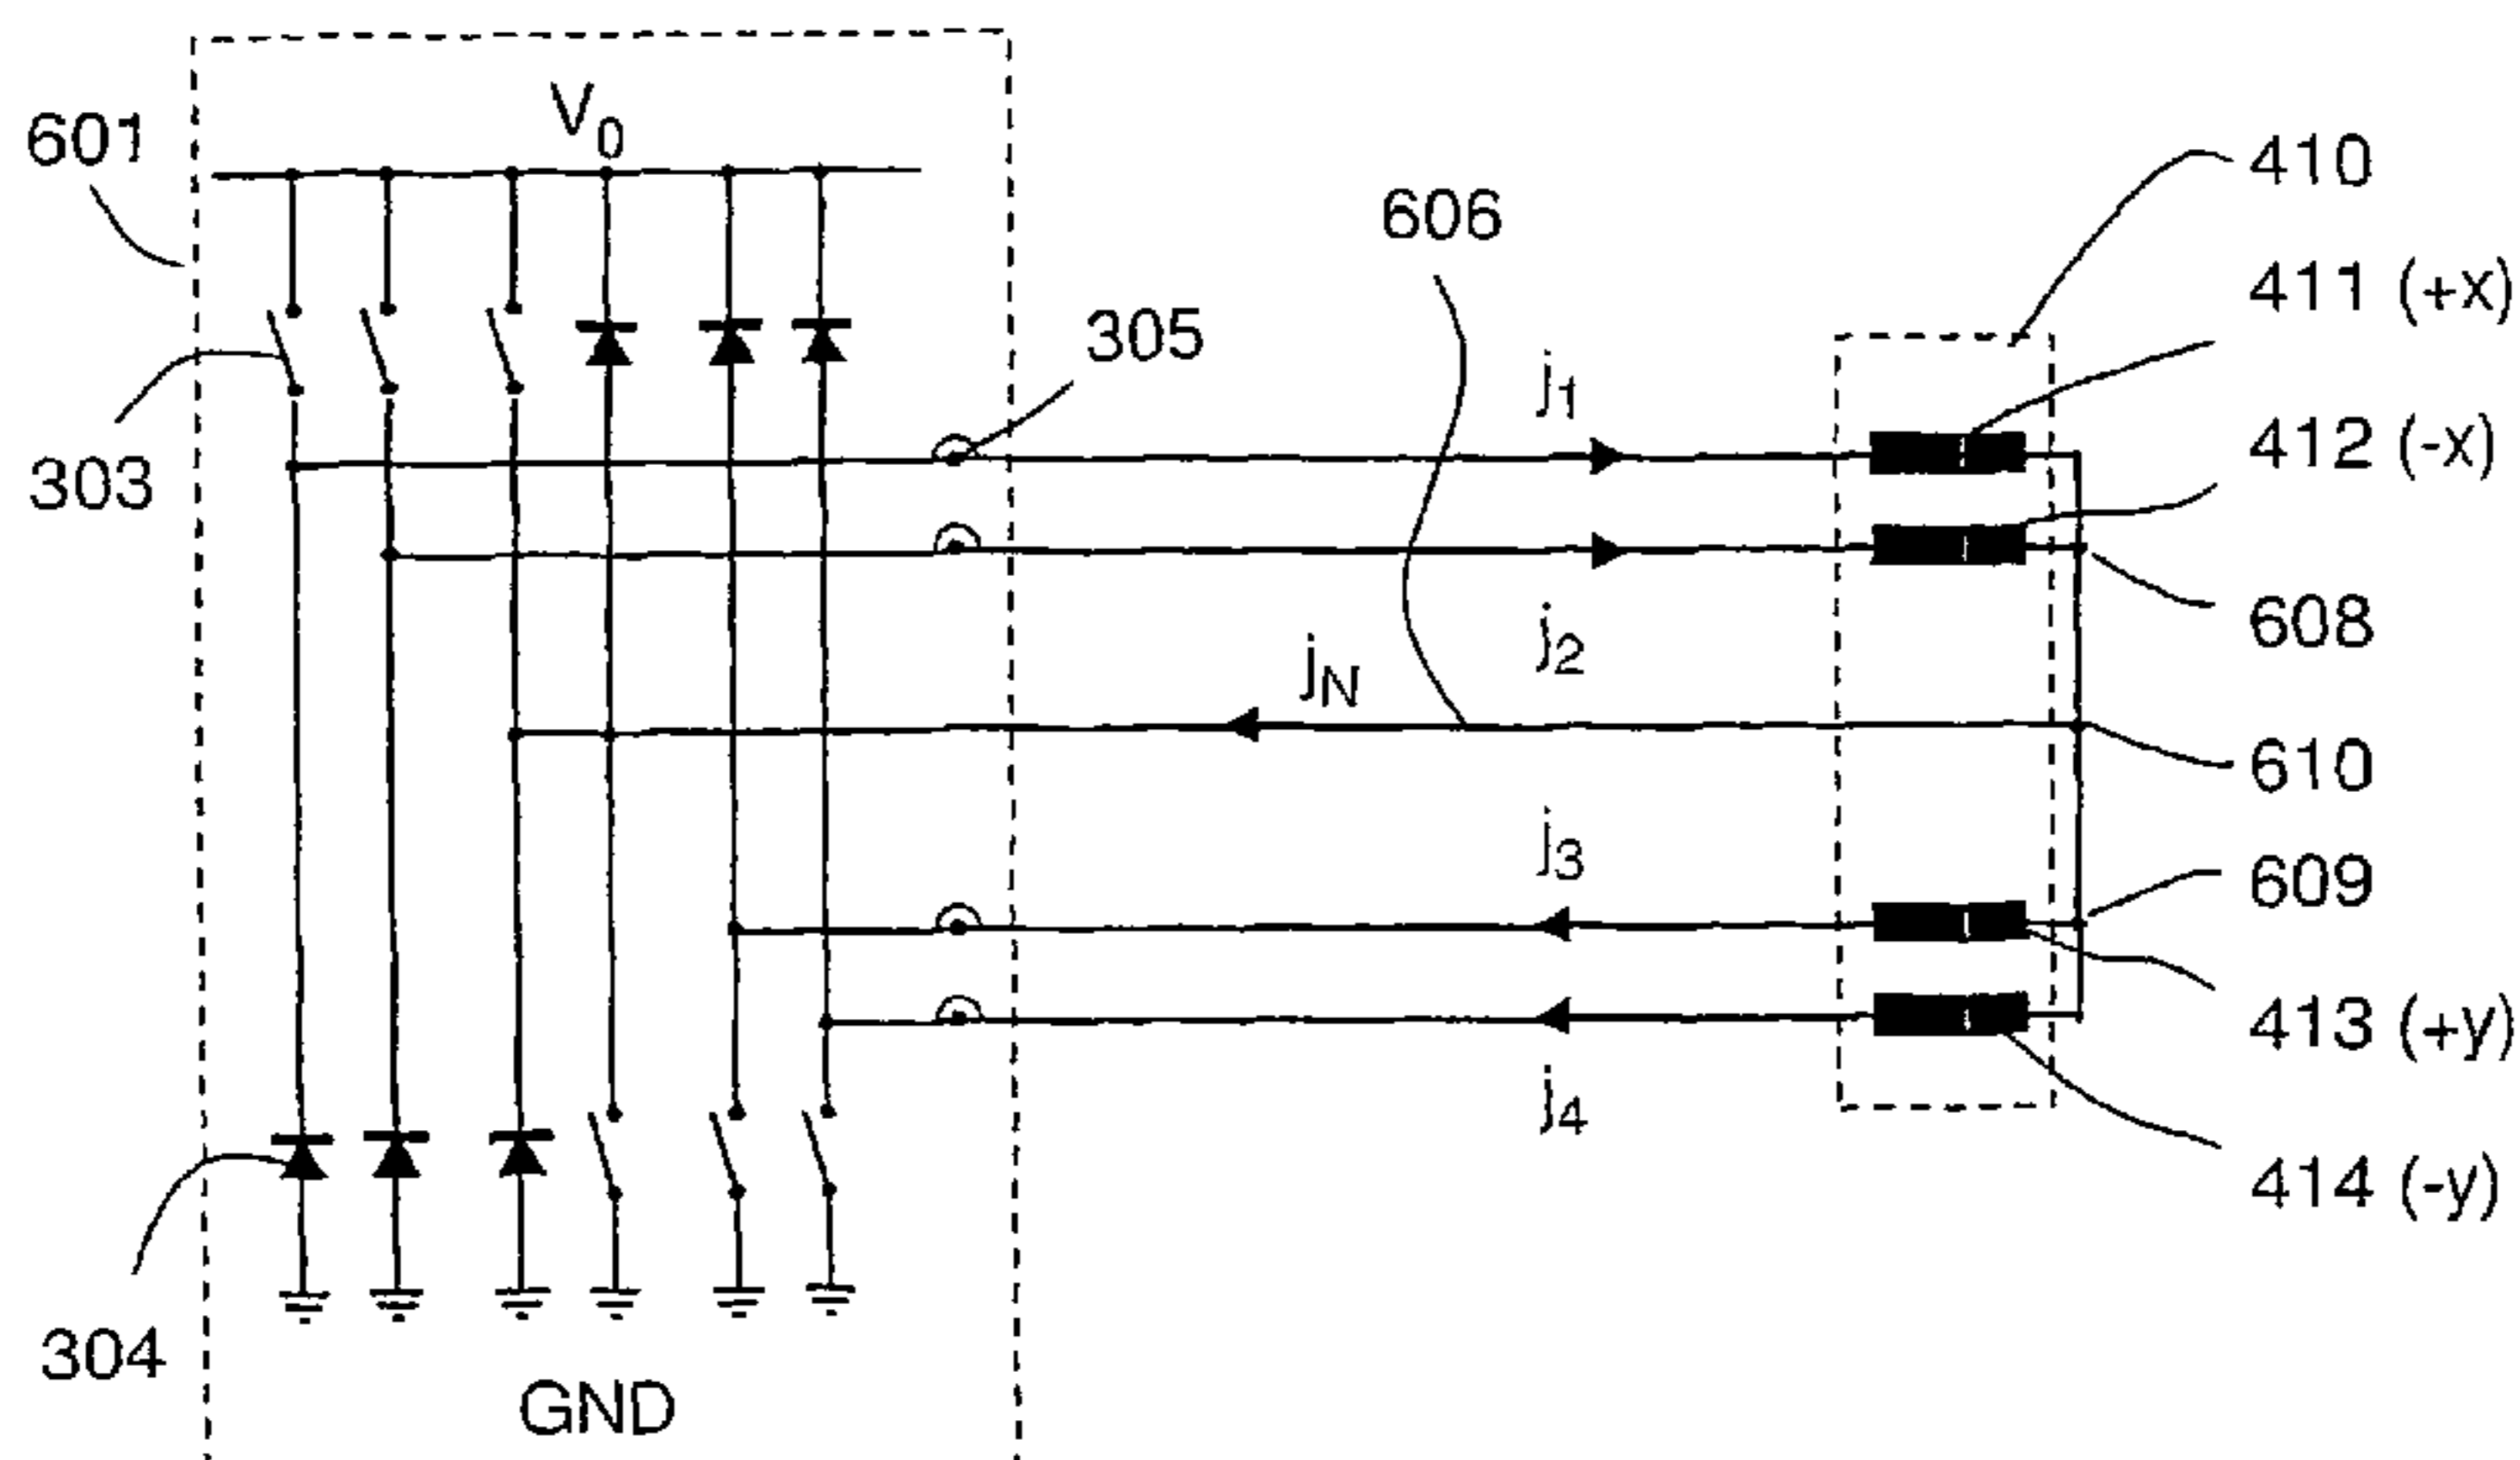 601
V0
303
305
606
j1
j2
jN
j3
j4
410
411 (+x)
412 (-x)
608
610
609
413 (+y)
414 (-y)
304
GND